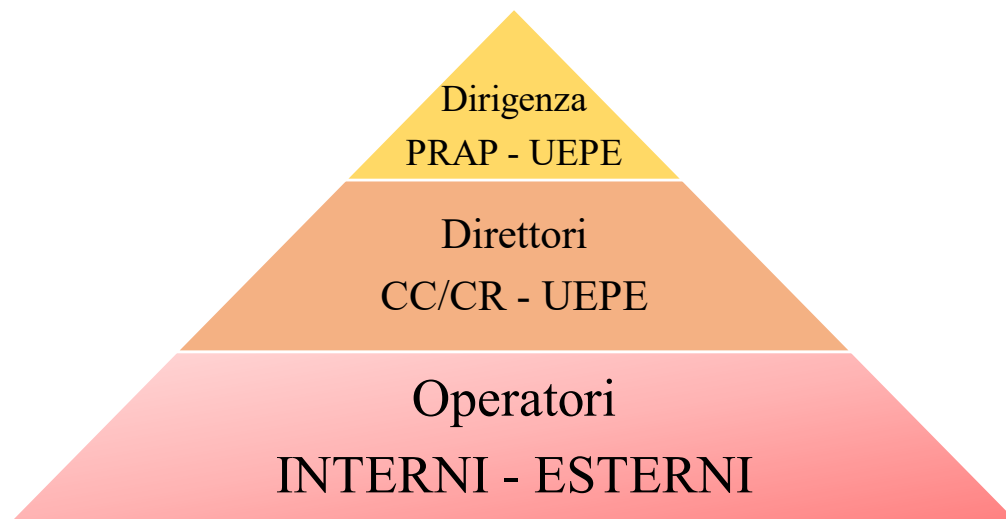 Dirigenza
PRAP - UEPE
Direttori
CC/CR - UEPE
Operatori
INTERNI - ESTERNI